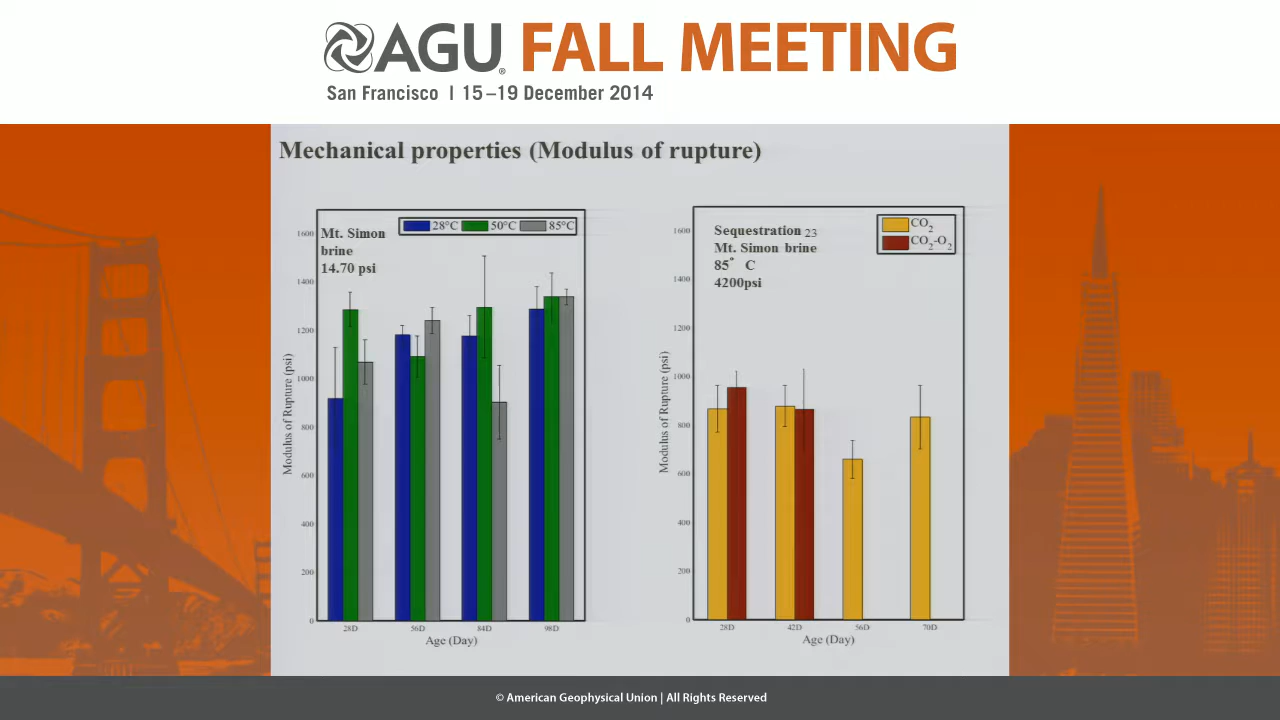 AGU® FALL MEETING
San Francisco | 15–19 December 2014
Mechanical properties (Modulus of rupture)
Mt. Simon
brine
14.70 psi
28°C 50°C 85°C
1600
1400
1200
1000
800
600
400
200
0
Modulus of Rupture (psi)
28D 56D 84D 98D
Age (Day)
Sequestration 23
Mt. Simon brine
85° C
4200psi
CO2
CO2-O2
1600
1400
1200
1000
800
600
400
200
0
Modulus of Rupture (psi)
28D 42D 56D 70D
Age (Day)
© American Geophysical Union | All Rights Reserved